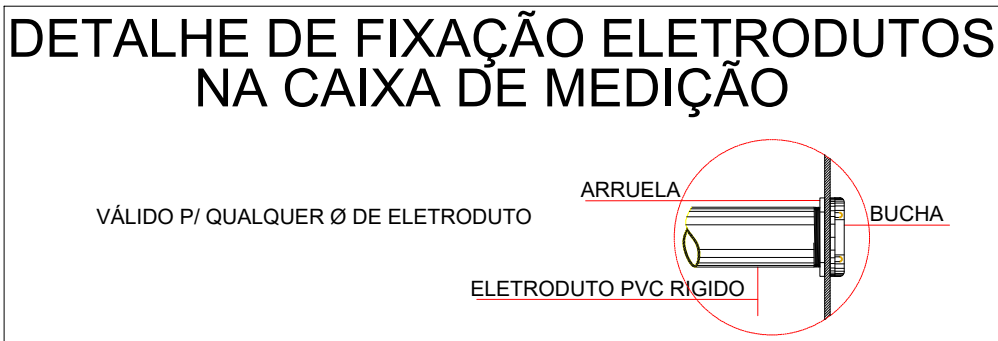 DETALHE DE FIXAÇÃO ELETRODUTOS
NA CAIXA DE MEDIÇÃO
ARRUELA
VÁLIDO P/ QUALQUER Ø DE ELETRODUTO
BUCHA
ELETRODUTO PVC RIGIDO